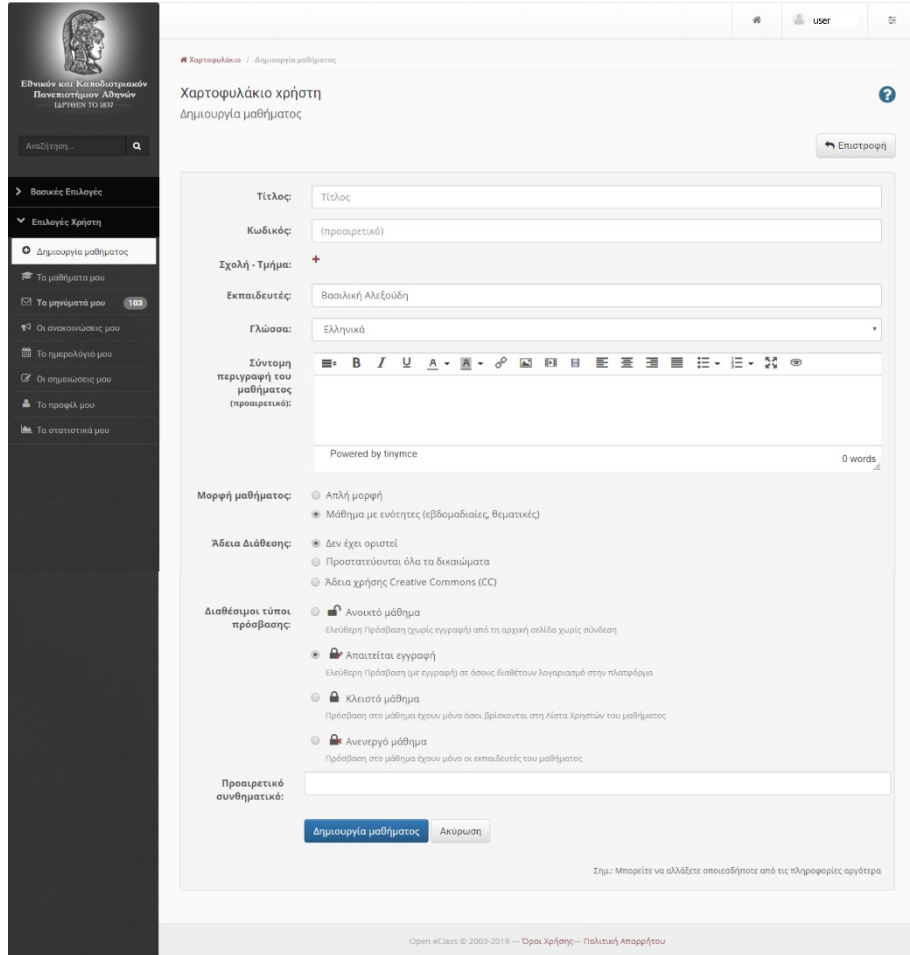 Εθνικόν και Καποδιστριακόν
Πανεπιστήμιον Αθηνών
ΙΔΡΥΘΕΝ ΤΟ 1837
user
Χαρτοφυλάκιο / Δημιουργία μαθήματος
Χαρτοφυλάκιο χρήστη
Δημιουργία μαθήματος
Αναζήτηση...
Επιστροφή
Βασικές Επιλογές
Επιλογές Χρήστη
Δημιουργία μαθήματος
Τα μαθήματα μου
Τα μηνύματά μου 103
Οι ανακοινώσεις μου
Το ημερολόγιό μου
Οι σημειώσεις μου
Το προφίλ μου
Τα στατιστικά μου
Τίτλος: Τίτλος
Κωδικός: (προαιρετικό)
Σχολή - Τμήμα: +
Εκπαιδευτές: Βασιλική Αλεξούδη
Γλώσσα: Ελληνικά
Σύντομη
περιγραφή του
μαθήματος
(προαιρετικό):
B I U A A
Powered by tinymce
0 words
Μορφή μαθήματος: Απλή μορφή
Μάθημα με ενότητες (εβδομαδιαίες, θεματικές)
Άδεια Διάθεσης: Δεν έχει οριστεί
Προστατεύονται όλα τα δικαιώματα
Άδεια χρήσης Creative Commons (CC)
Διαθέσιμοι τύποι
πρόσβασης:
Ανοικτό μάθημα
Ελεύθερη Πρόσβαση (χωρίς εγγραφή) από τη αρχική σελίδα χωρίς σύνδεση
Απαιτείται εγγραφή
Ελεύθερη Πρόσβαση (με εγγραφή) σε όσους διαθέτουν λογαριασμό στην πλατφόρμα
Κλειστό μάθημα
Πρόσβαση στο μάθημα έχουν μόνο όσοι βρίσκονται στη Λίστα Χρηστών του μαθήματος
Ανενεργό μάθημα
Πρόσβαση στο μάθημα έχουν μόνο οι εκπαιδευτές του μαθήματος
Προαιρετικό
συνθηματικό:
Δημιουργία μαθήματος Ακύρωση
Σημ.: Μπορείτε να αλλάξετε οποιεσδήποτε από τις πληροφορίες αργότερα
Open eClass © 2003-2019 — Όροι Χρήσης— Πολιτική Απορρήτου